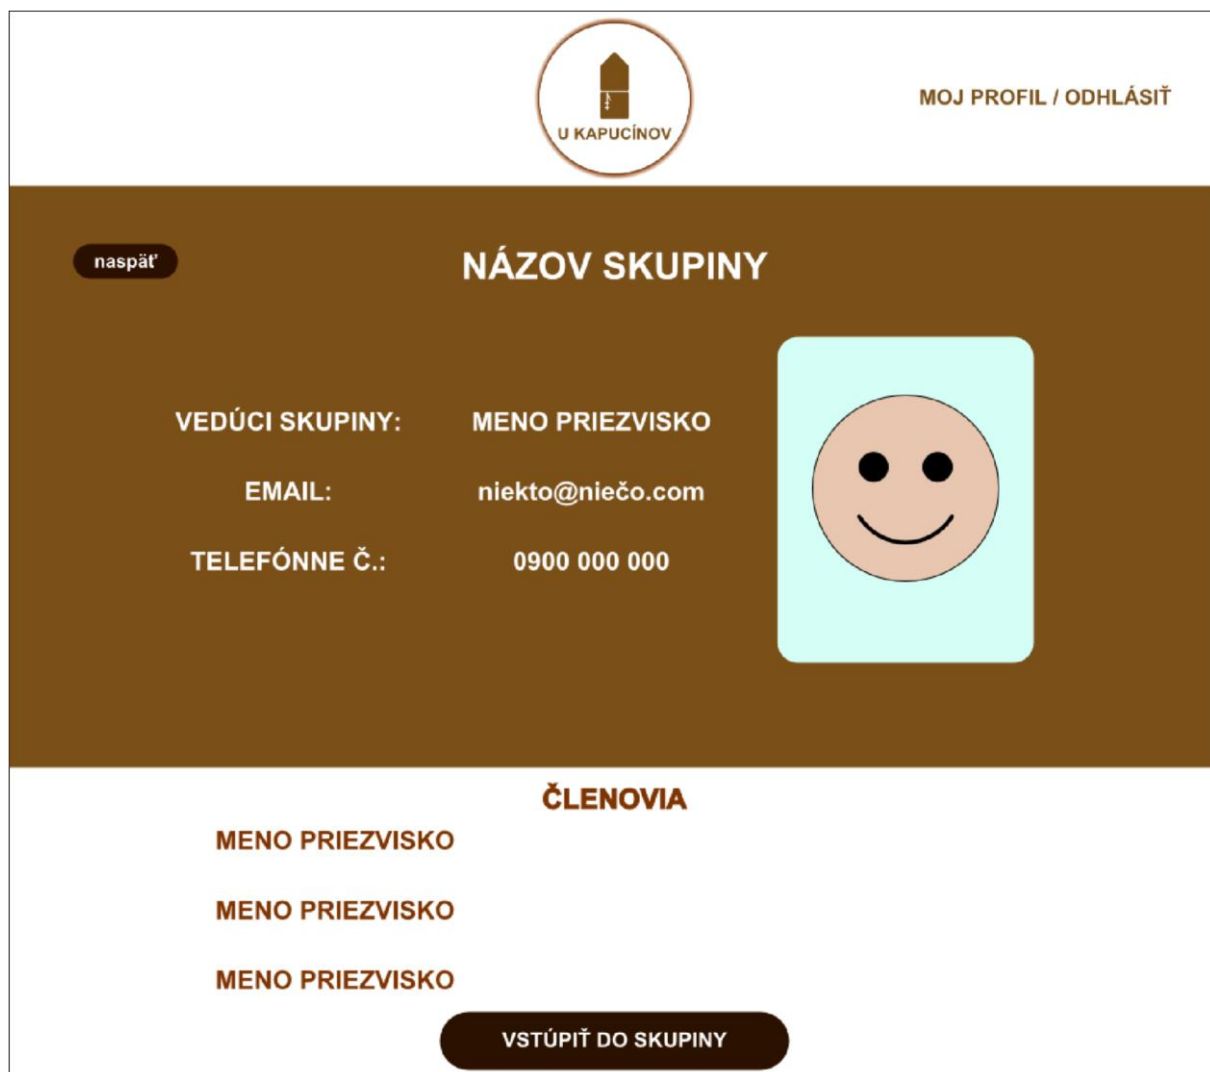 U KAPUCÍNOV
MOJ PROFIL / ODHLÁSIŤ
naspäť
NÁZOV SKUPINY
VEDÚCI SKUPINY: MENO PRIEZVISKO
EMAIL: niekto@niečo.com
TELEFÓNNE Č.: 0900 000 000
ČLENOVIA
MENO PRIEZVISKO
MENO PRIEZVISKO
MENO PRIEZVISKO
VSTÚPIŤ DO SKUPINY